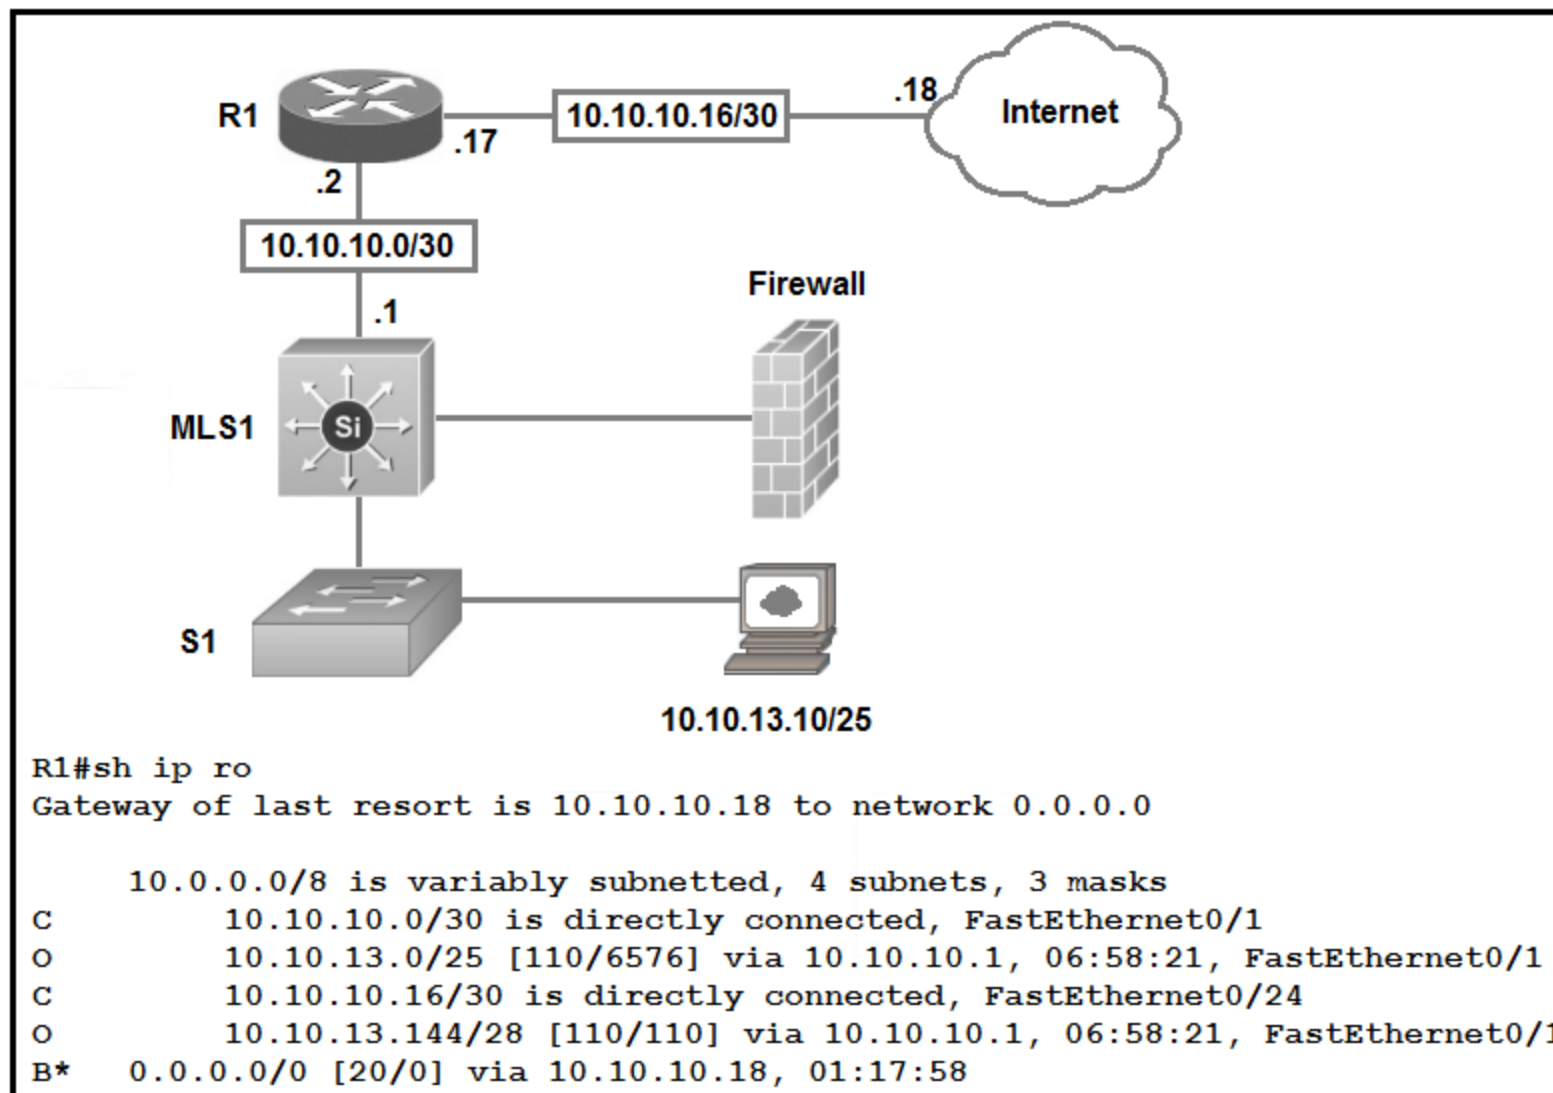 R1
.17
10.10.10.16/30
.18
Internet
.2
10.10.10.0/30
.1
Firewall
MLS1
Si
S1
10.10.13.10/25
R1#sh ip ro
Gateway of last resort is 10.10.10.18 to network 0.0.0.0
10.0.0.0/8 is variably subnetted, 4 subnets, 3 masks
C 10.10.10.0/30 is directly connected, FastEthernet0/1
O 10.10.13.0/25 [110/6576] via 10.10.10.1, 06:58:21, FastEthernet0/1
C 10.10.10.16/30 is directly connected, FastEthernet0/24
O 10.10.13.144/28 [110/110] via 10.10.10.1, 06:58:21, FastEthernet0/1
B* 0.0.0.0/0 [20/0] via 10.10.10.18, 01:17:58